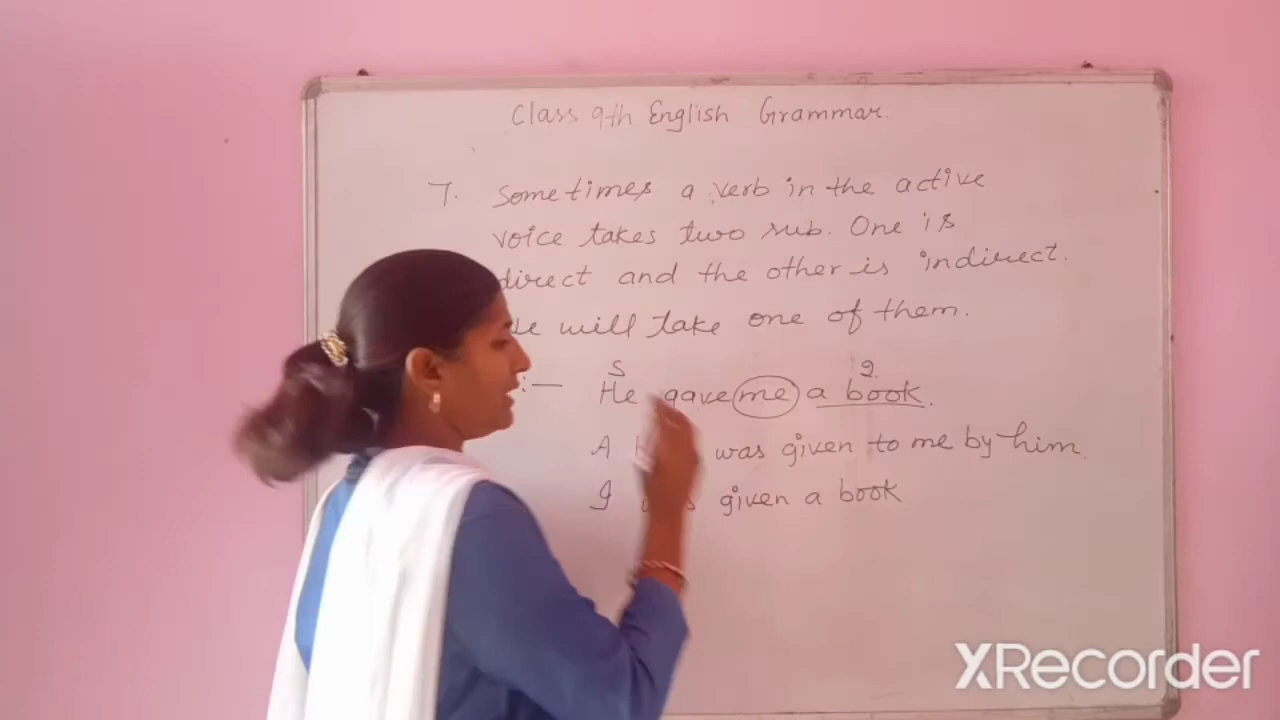 Class 9th English Grammar.
7. Sometimes a verb in the active
voice takes two sub. One is
direct and the other is indirect.
will take one of them.
S 2
:— He gave me a book.
A was given to me by him.
I given a book
XRecorder